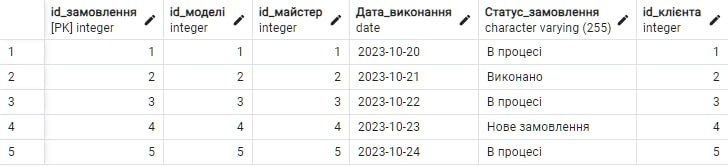 id_замовлення id_моделі id_майстер Дата_виконання Статус_замовлення id_клієнта
[PK] integer integer integer date character varying (255) integer
1 1 1 1 2023-10-20 В процесі 1
2 2 2 2 2023-10-21 Виконано 2
3 3 3 3 2023-10-22 В процесі 3
4 4 4 4 2023-10-23 Нове замовлення 4
5 5 5 5 2023-10-24 В процесі 5